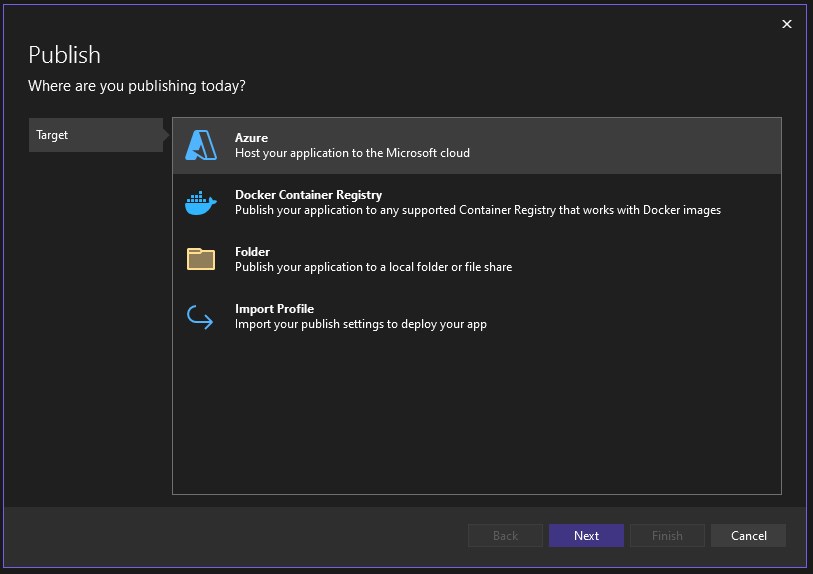 Publish
Where are you publishing today?
Target
Azure
Host your application to the Microsoft cloud
Docker Container Registry
Publish your application to any supported Container Registry that works with Docker images
Folder
Publish your application to a local folder or file share
Import Profile
Import your publish settings to deploy your app
Back
Next
Finish
Cancel